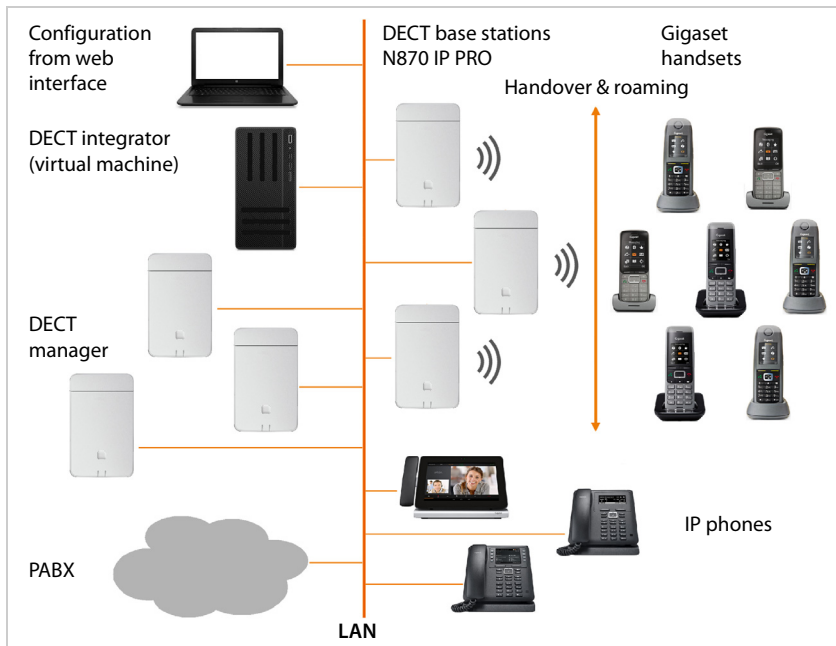 Configuration
from web
interface
DECT base stations
N870 IP PRO
Gigaset
handsets
Handover & roaming
DECT integrator
(virtual machine)
DECT
manager
IP phones
PABX
LAN